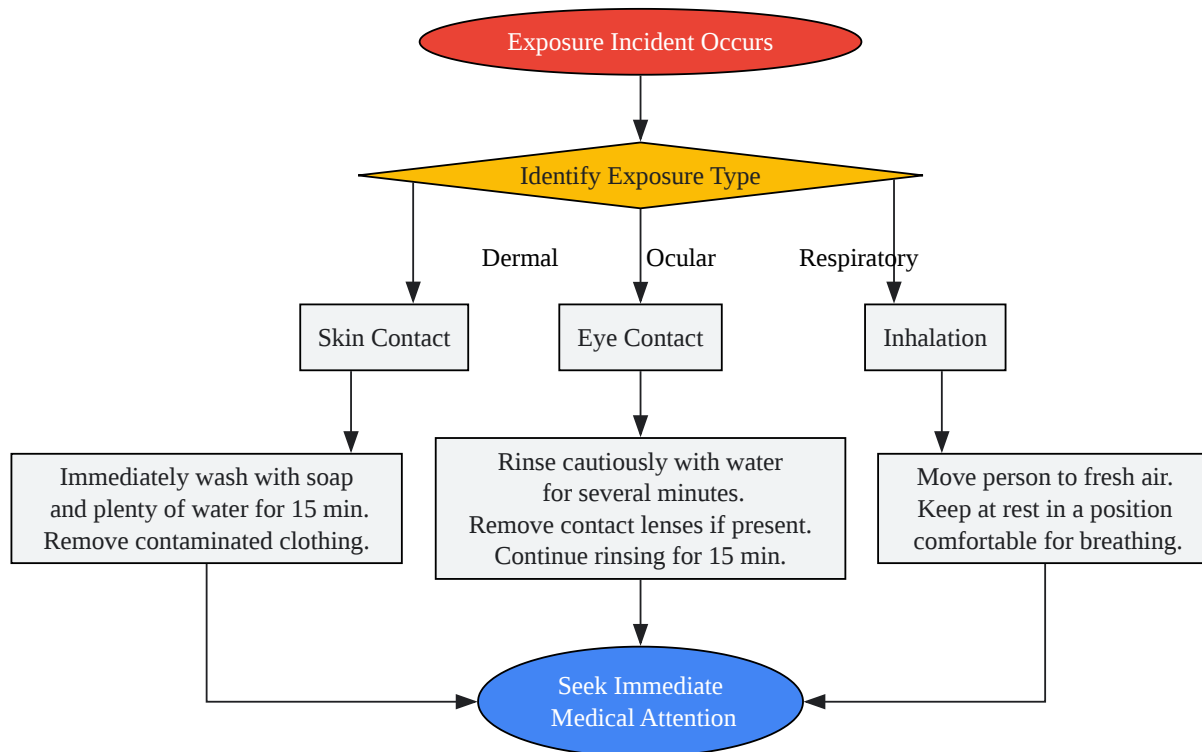 Exposure Incident Occurs
Identify Exposure Type
Dermal
Ocular
Respiratory
Skin Contact
Eye Contact
Inhalation
Immediately wash with soap
and plenty of water for 15 min.
Remove contaminated clothing.
Rinse cautiously with water
for several minutes.
Remove contact lenses if present.
Continue rinsing for 15 min.
Move person to fresh air.
Keep at rest in a position
comfortable for breathing.
Seek Immediate
Medical Attention